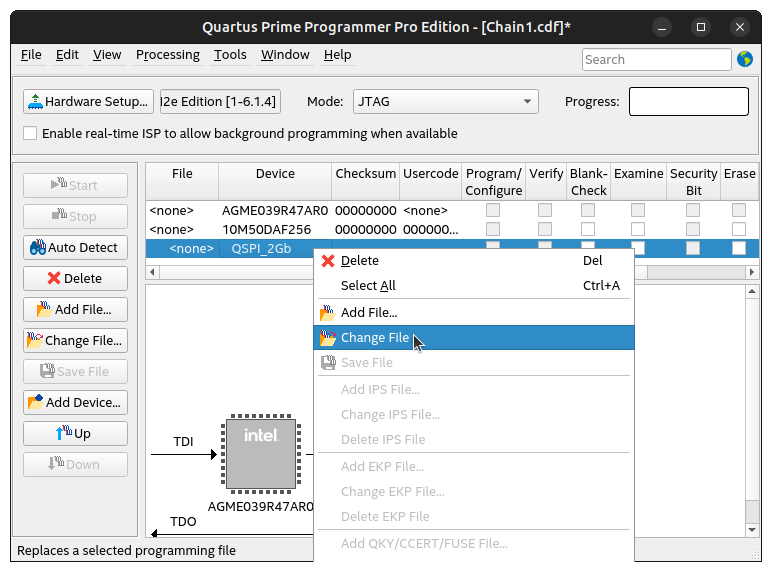 Quartus Prime Programmer Pro Edition - [Chain1.cdf]*
File Edit View Processing Tools Window Help
Search
Hardware Setup... I2e Edition [1-6.1.4] Mode: JTAG Progress:
Enable real-time ISP to allow background programming when available
Start
Stop
Auto Detect
Delete
Add File...
Change File...
Save File
Add Device...
Up
Down
File Device Checksum Usercode Program/ Verify Blank- Examine Security Erase
Configure Check Bit
<none> AGME039R47AR0 00000000 <none>
<none> 10M50DAF256 00000000 000000...
<none> QSPI_2Gb
Delete Del
Select All Ctrl+A
Add File...
Change File
Save File
Add IPS File...
Change IPS File...
Delete IPS File
Add EKP File...
Change EKP File...
Delete EKP File
Add QKY/CCERT/FUSE File...
intel.
TDI
AGME039R47AR0
TDO
Replaces a selected programming file